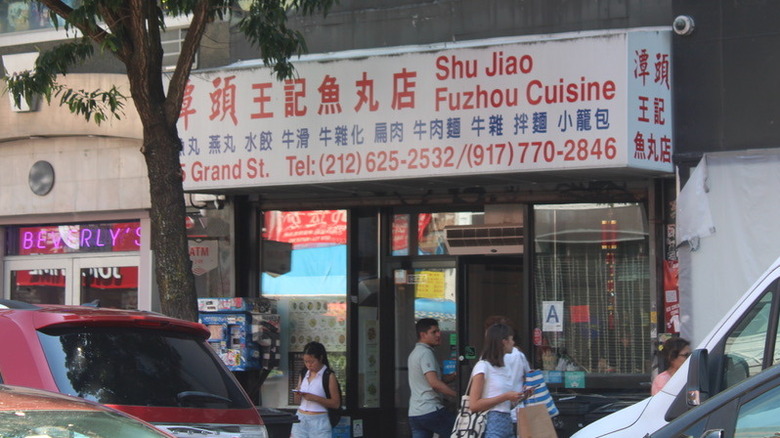 潭頭王記魚丸店
Shu Jiao
Fuzhou Cuisine
丸 燕丸 水餃 牛滑 牛雜化 扁肉 牛肉麵 牛雜 拌麵 小籠包
Grand St. Tel: (212) 625-2532/(917) 770-2846
潭頭
王記
魚丸店
BEVERLY'S
ATM
A